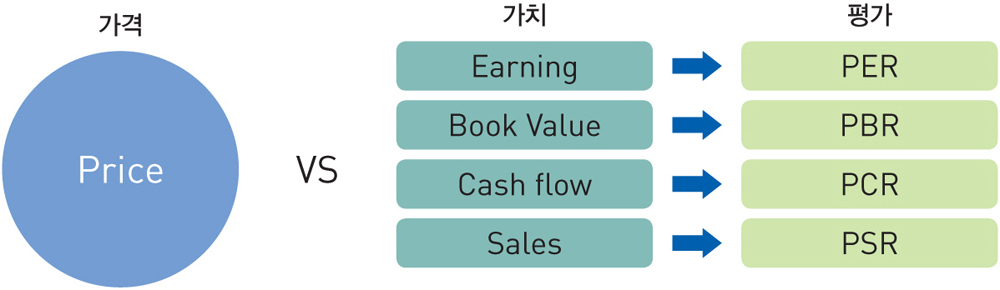 가격
Price
VS
가치
평가
Earning
PER
Book Value
PBR
Cash flow
PCR
Sales
PSR